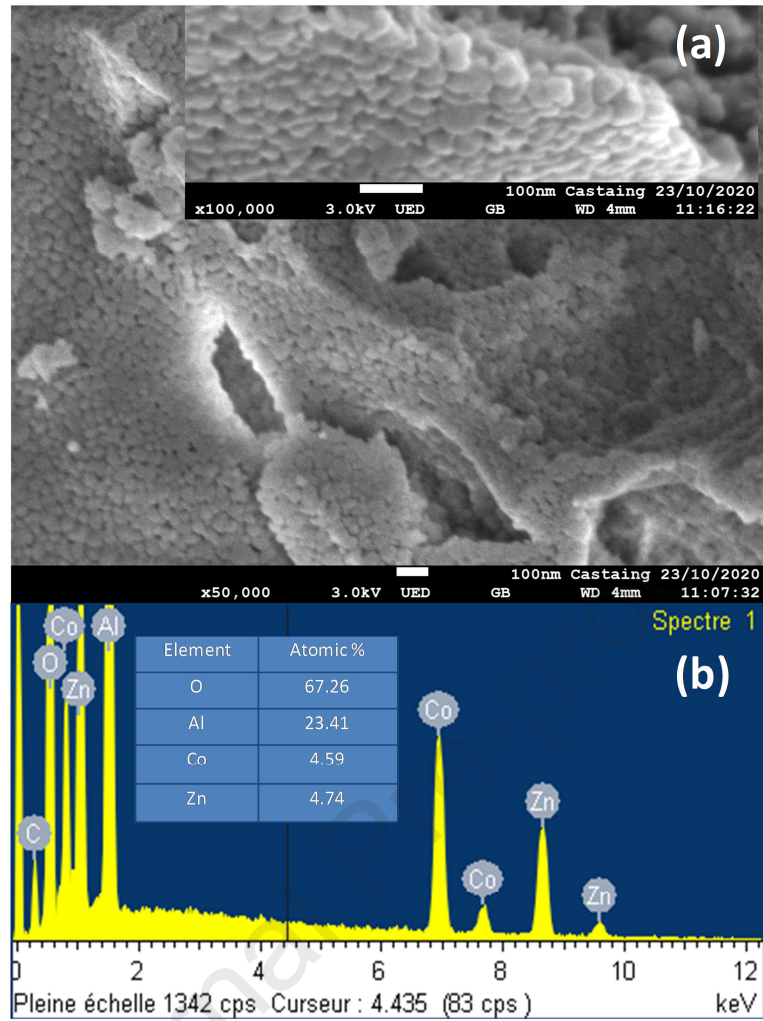 (a)
100nm Castaing 23/10/2020
x100,000 3.0kV UED GB WD 4mm 11:16:22
100nm Castaing 23/10/2020
x50,000 3.0kV UED GB WD 4mm 11:07:32
Spectre 1
(b)
Co Al
O
Zn
C
Element Atomic %
O 67.26
Al 23.41
Co 4.59
Zn 4.74
Co
Zn
Co
Zn
0 2 4 6 8 10 12
Pleine échelle 1342 cps Curseur : 4.435 (83 cps ) keV
nal Pre-pro